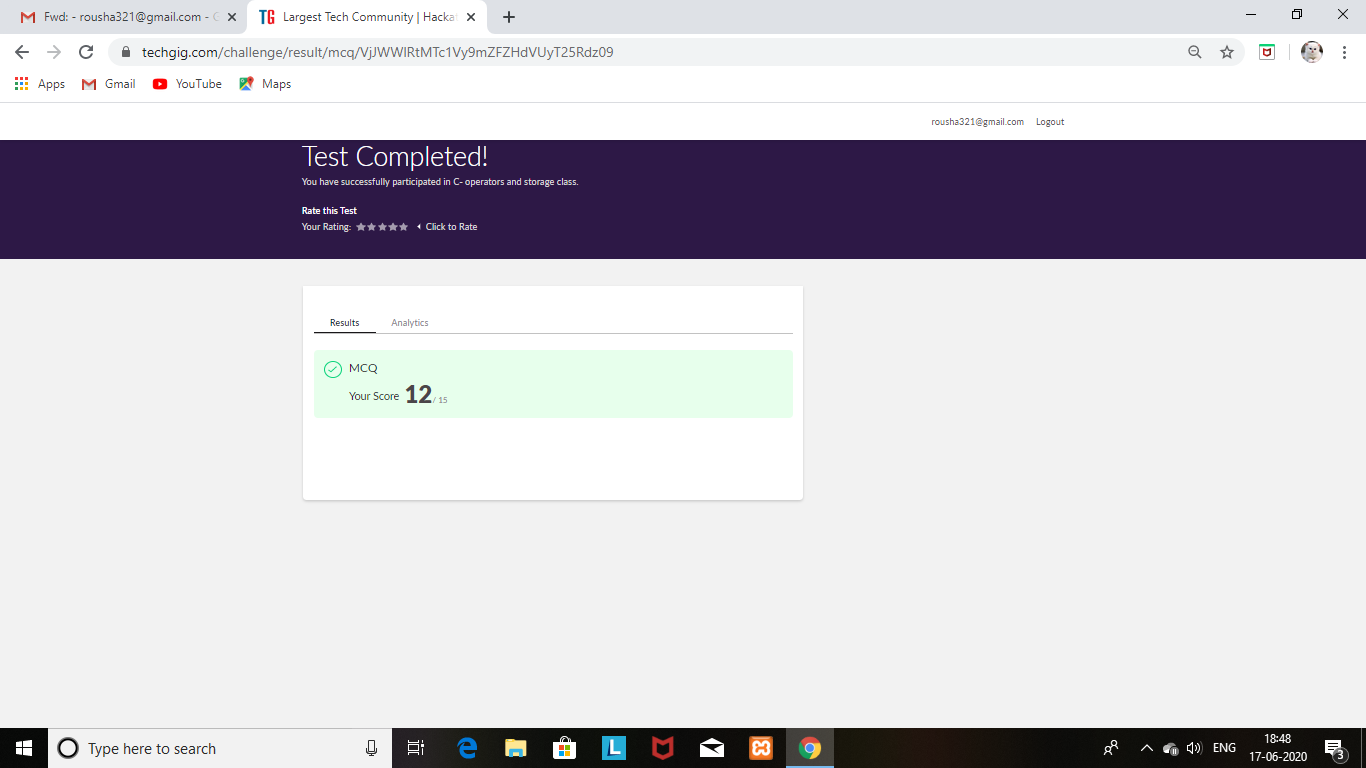 Fwd: - rousha321@gmail.com - G
TG Largest Tech Community | Hacka
techgig.com/challenge/result/mcq/VjJWWlRtMTc1Vy9mZFZHdVUyT25Rdz09
Apps Gmail YouTube Maps
rousha321@gmail.com Logout
Test Completed!
You have successfully participated in C- operators and storage class.
Rate this Test
Your Rating: Click to Rate
Results Analytics
MCQ
Your Score 12 / 15
Type here to search
L
ENG
18:48
17-06-2020
3